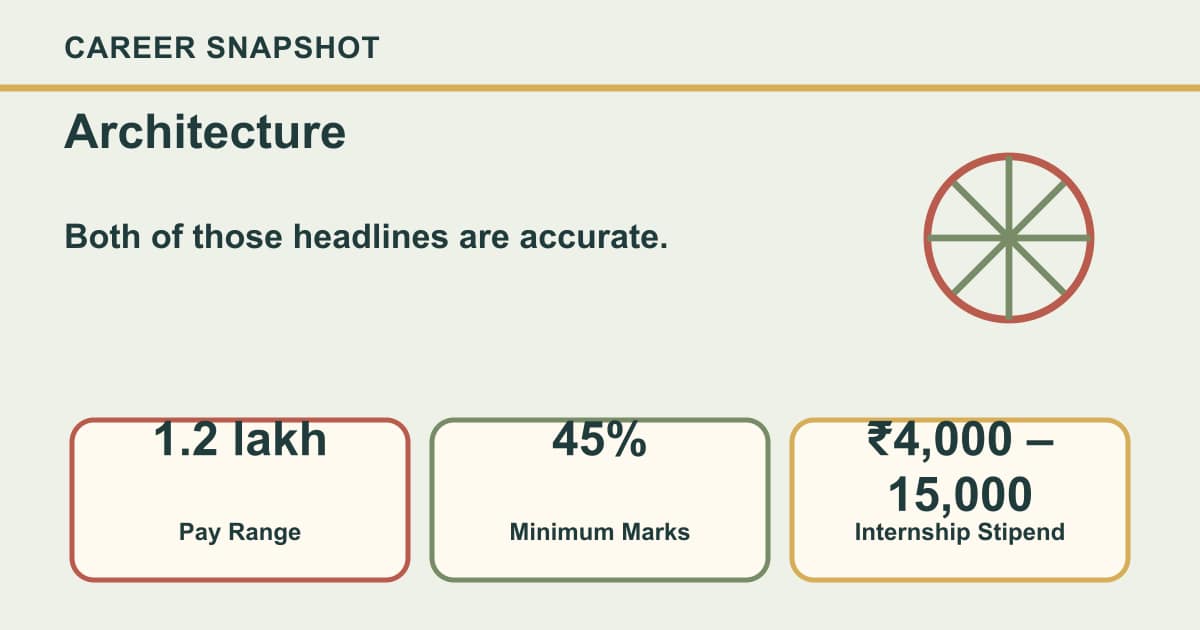 CAREER SNAPSHOT
Architecture
Both of those headlines are accurate.
1.2 lakh
Pay Range
45%
Minimum Marks
₹4,000 –
15,000
Internship Stipend